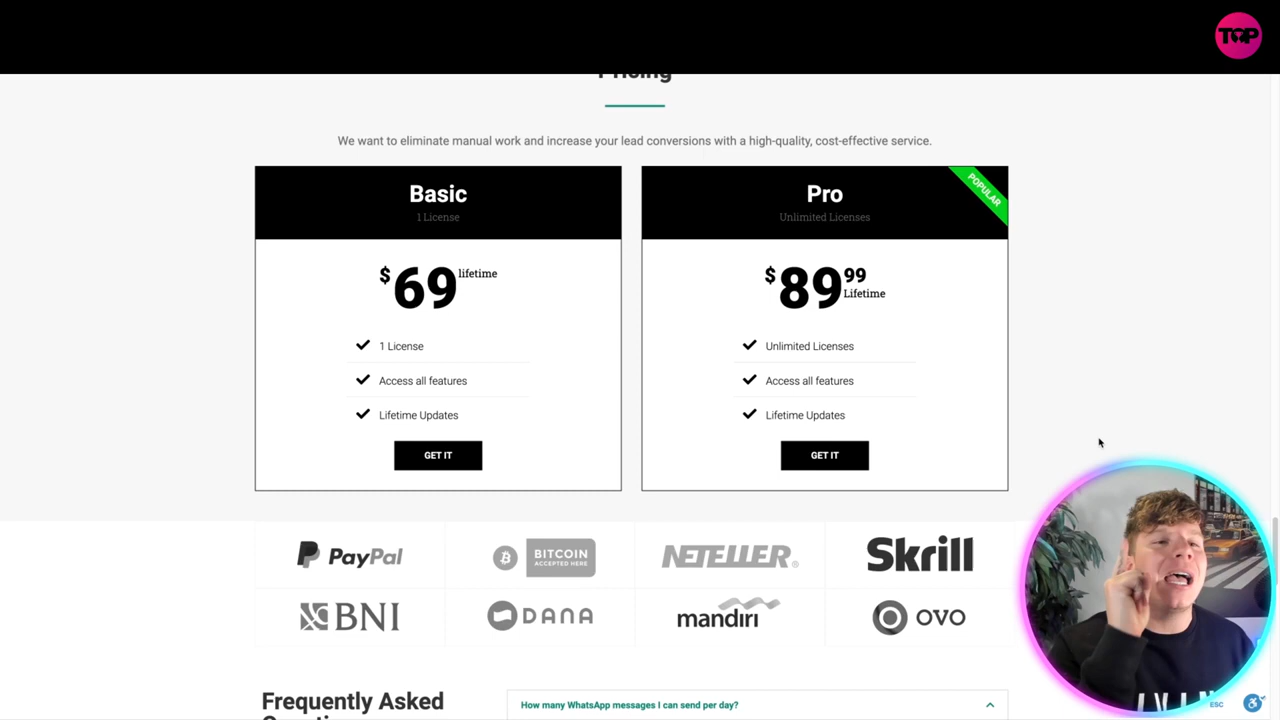 TOP
Pricing
We want to eliminate manual work and increase your lead conversions with a high-quality, cost-effective service.
Basic
1 License
$69 lifetime
1 License
Access all features
Lifetime Updates
GET IT
Pro
Unlimited Licenses
POPULAR
$89 99
Lifetime
Unlimited Licenses
Access all features
Lifetime Updates
GET IT
PayPal
BITCOIN
ACCEPTED HERE
NETELLER®
Skrill
BNI
DANA
mandiri
OVO
Frequently Asked
How many WhatsApp messages I can send per day?
ESC